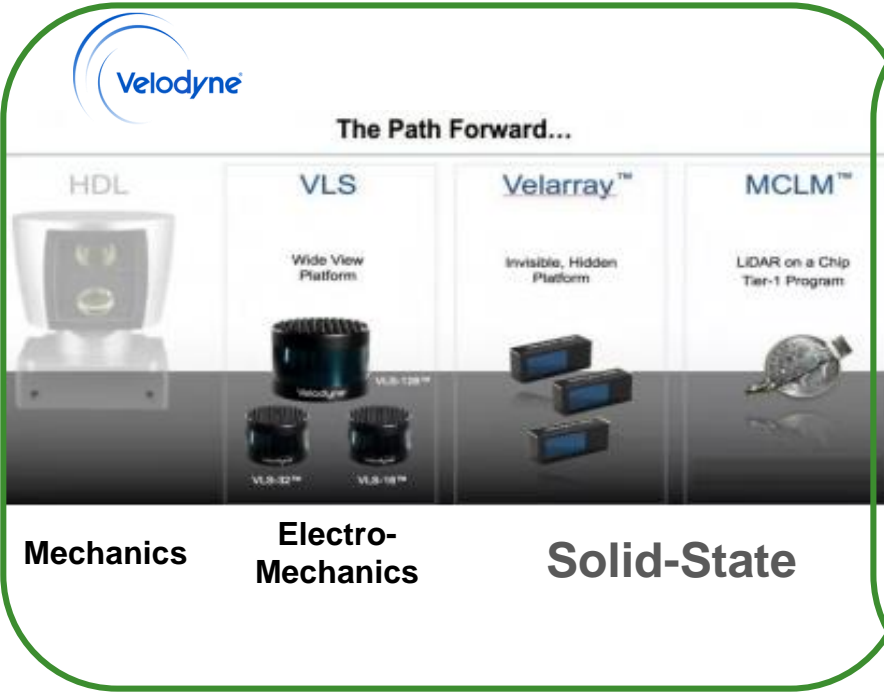 Velodyne
The Path Forward...
HDL
VLS
Velarray™
MCLM™
Wide View
Platform
Invisible, Hidden
Platform
LiDAR on a Chip
Tier-1 Program
VLS-128™
Velodyne
VLS-32™
VLS-16™
Mechanics
Electro-
Mechanics
Solid-State